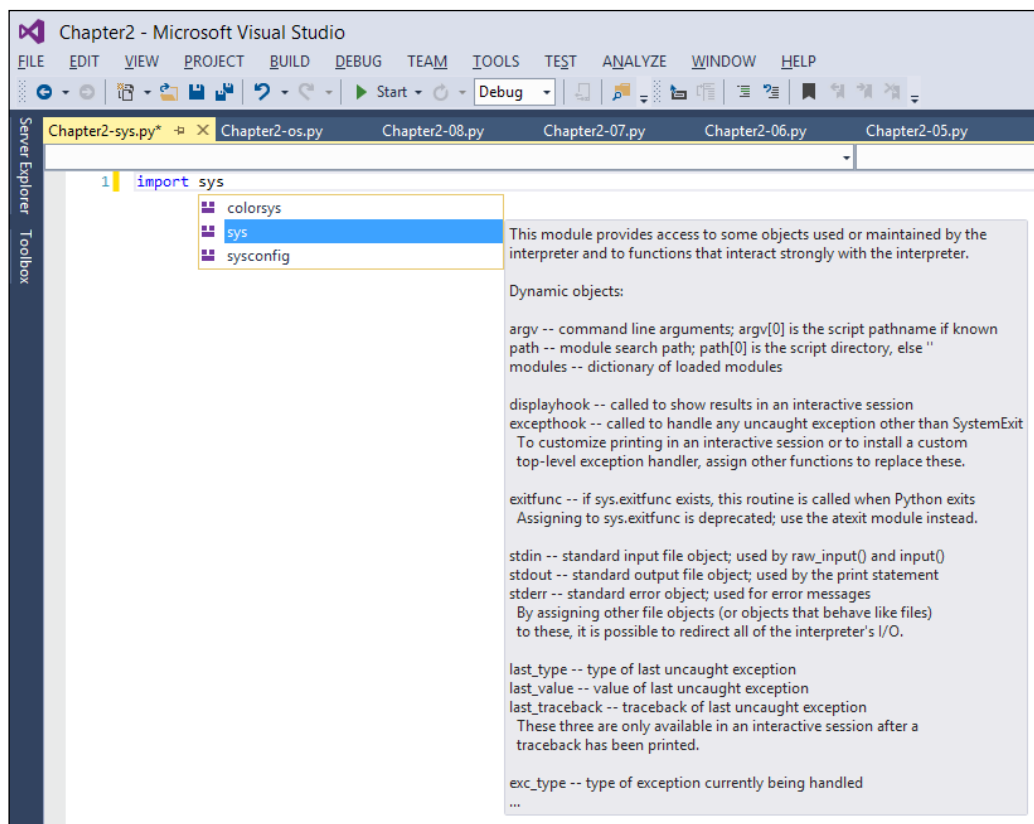 Chapter2 - Microsoft Visual Studio
FILE EDIT VIEW PROJECT BUILD DEBUG TEAM TOOLS TEST ANALYZE WINDOW HELP
Start Debug
Chapter2-sys.py* Chapter2-os.py Chapter2-08.py Chapter2-07.py Chapter2-06.py Chapter2-05.py
Server Explorer
Toolbox
1 import sys
colorsys
sys
sysconfig
This module provides access to some objects used or maintained by the
interpreter and to functions that interact strongly with the interpreter.
Dynamic objects:
argv -- command line arguments; argv[0] is the script pathname if known
path -- module search path; path[0] is the script directory, else ''
modules -- dictionary of loaded modules
displayhook -- called to show results in an interactive session
excepthook -- called to handle any uncaught exception other than SystemExit
To customize printing in an interactive session or to install a custom
top-level exception handler, assign other functions to replace these.
exitfunc -- if sys.exitfunc exists, this routine is called when Python exits
Assigning to sys.exitfunc is deprecated; use the atexit module instead.
stdin -- standard input file object; used by raw_input() and input()
stdout -- standard output file object; used by the print statement
stderr -- standard error object; used for error messages
By assigning other file objects (or objects that behave like files)
to these, it is possible to redirect all of the interpreter's I/O.
last_type -- type of last uncaught exception
last_value -- value of last uncaught exception
last_traceback -- traceback of last uncaught exception
These three are only available in an interactive session after a
traceback has been printed.
exc_type -- type of exception currently being handled
...